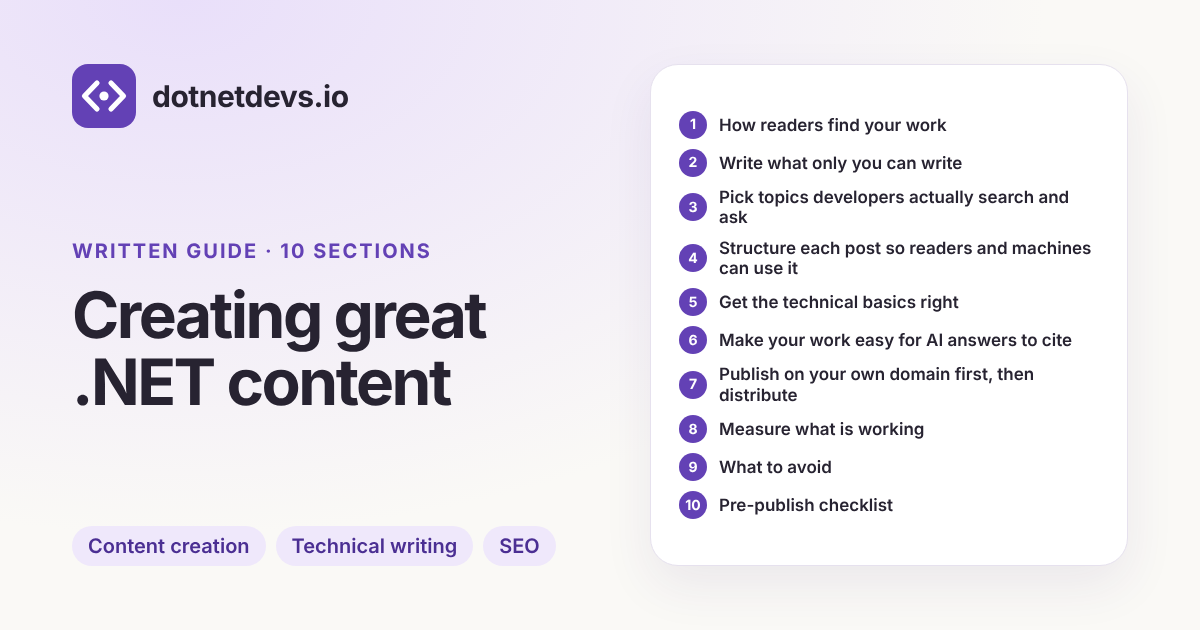 dotnetdevs.io
WRITTEN GUIDE · 10 SECTIONS
Creating great
.NET content
Content creation
Technical writing
SEO
1 How readers find your work
2 Write what only you can write
3 Pick topics developers actually search and
ask
4 Structure each post so readers and machines
can use it
5 Get the technical basics right
6 Make your work easy for AI answers to cite
7 Publish on your own domain first, then
distribute
8 Measure what is working
9 What to avoid
10 Pre-publish checklist